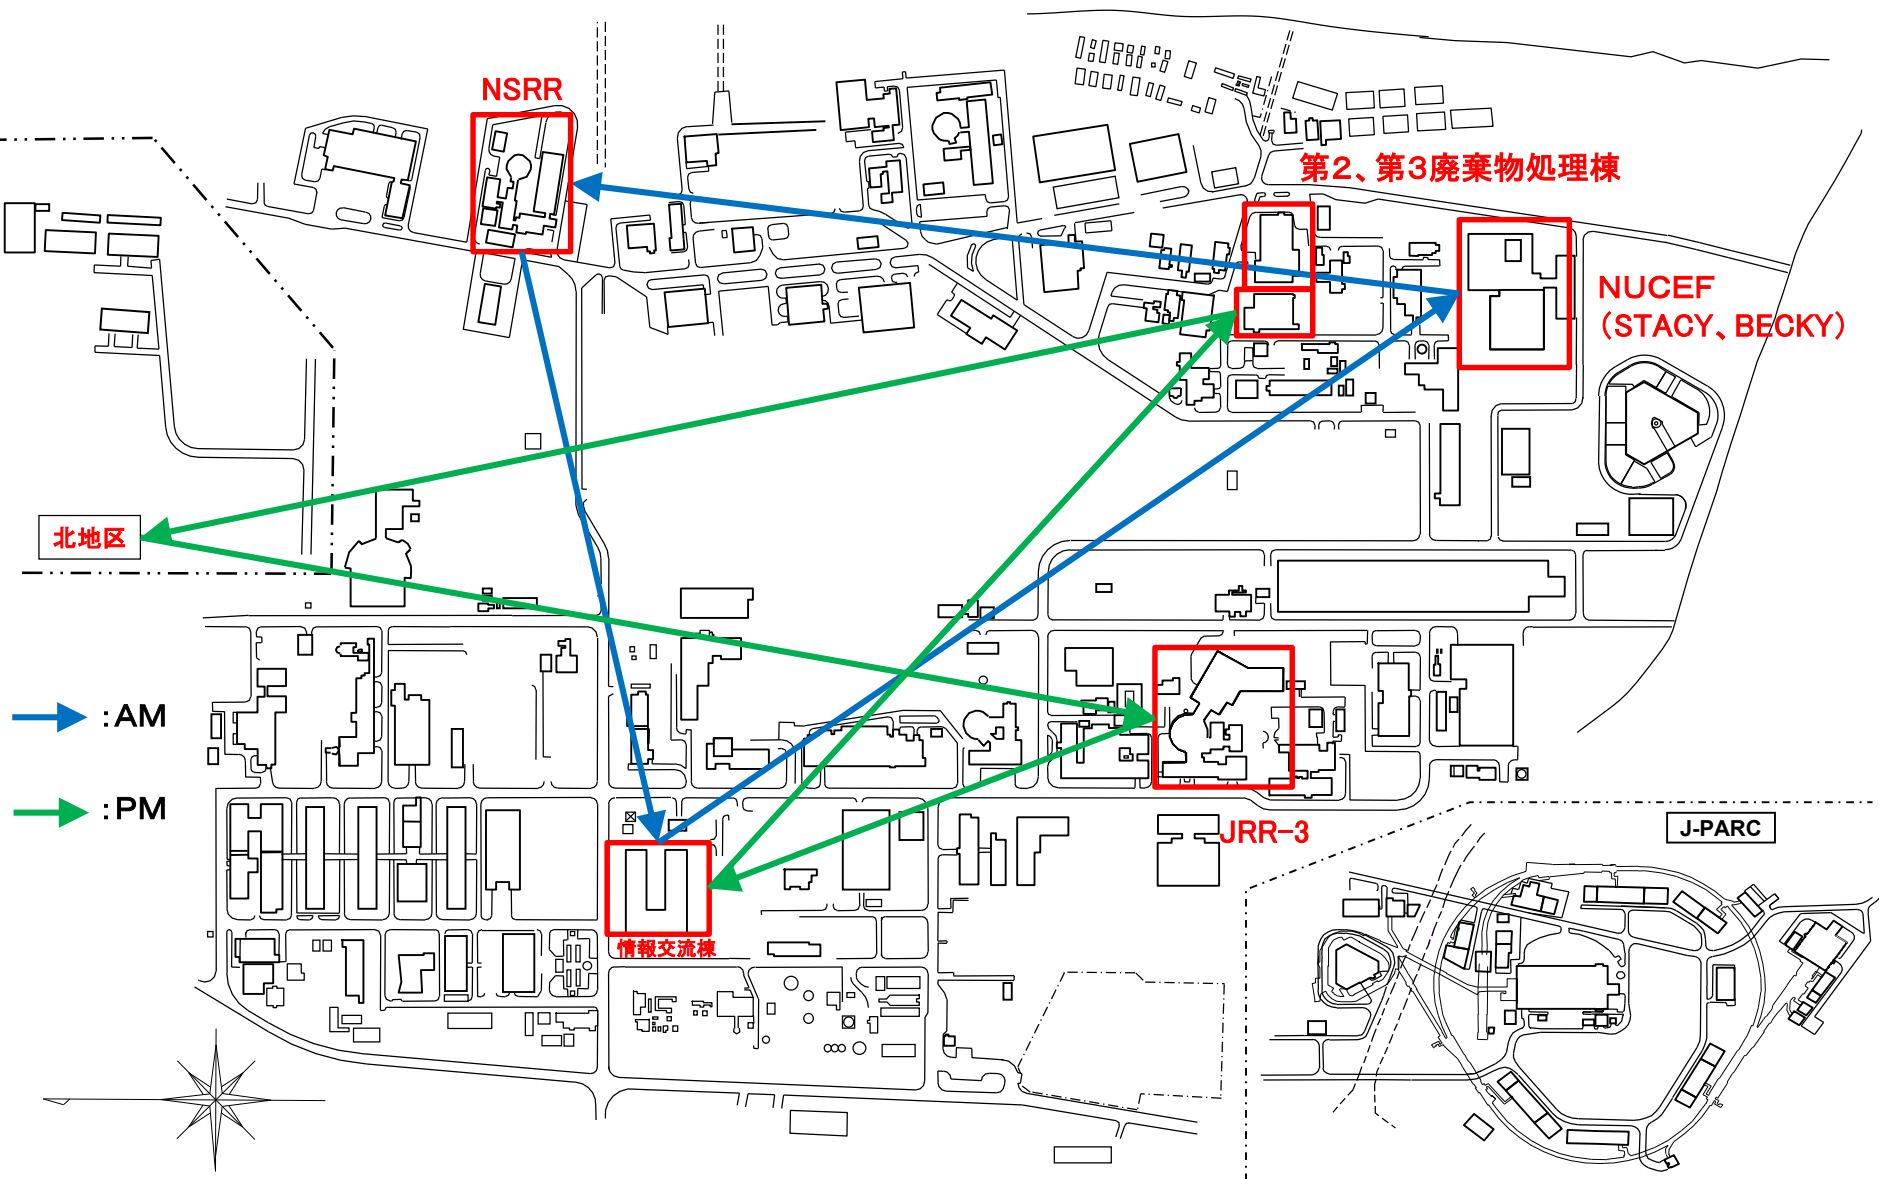 NSRR
第2、第3廃棄物処理棟
NUCEF
（STACY、BECKY）
北地区
：AM
：PM
JRR-3
J-PARC
情報交流棟